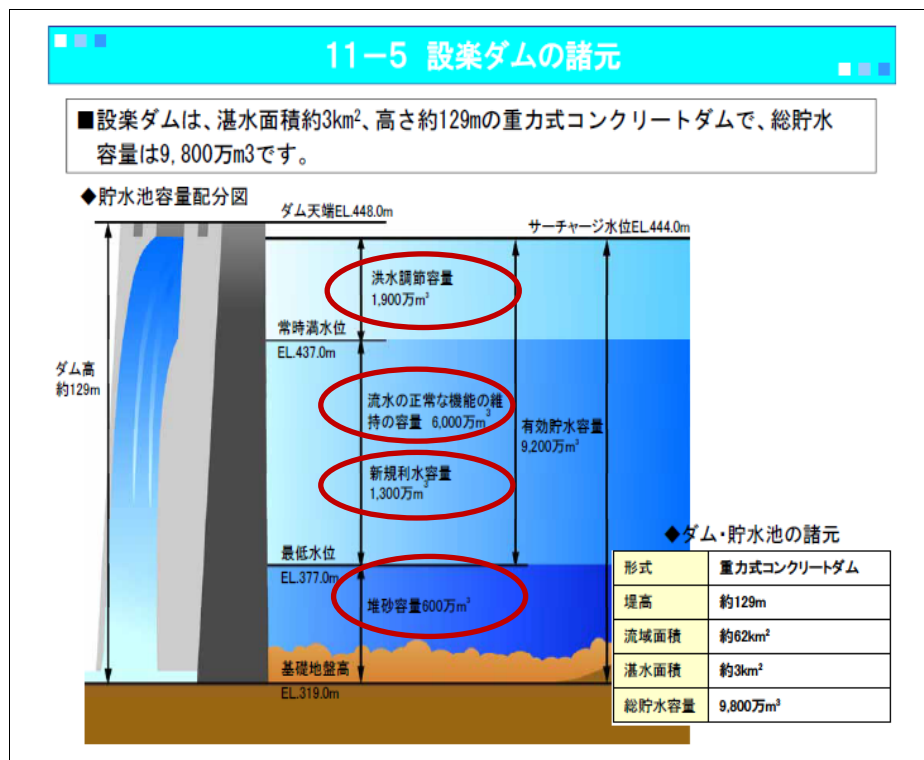 11－5 設楽ダムの諸元
■設楽ダムは、湛水面積約3km²、高さ約129mの重力式コンクリートダムで、総貯水
容量は9,800万m3です。
◆貯水池容量配分図
ダム天端EL.448.0m
サーチャージ水位EL.444.0m
洪水調節容量
1,900万m³
常時満水位
EL.437.0m
ダム高
約129m
流水の正常な機能の維
持の容量 6,000万m³
有効貯水容量
9,200万m³
新規利水容量
1,300万m³
最低水位
EL.377.0m
堆砂容量600万m³
基礎地盤高
EL.319.0m
◆ダム・貯水池の諸元
形式 重力式コンクリートダム
堤高 約129m
流域面積 約62km²
湛水面積 約3km²
総貯水容量 9,800万m³